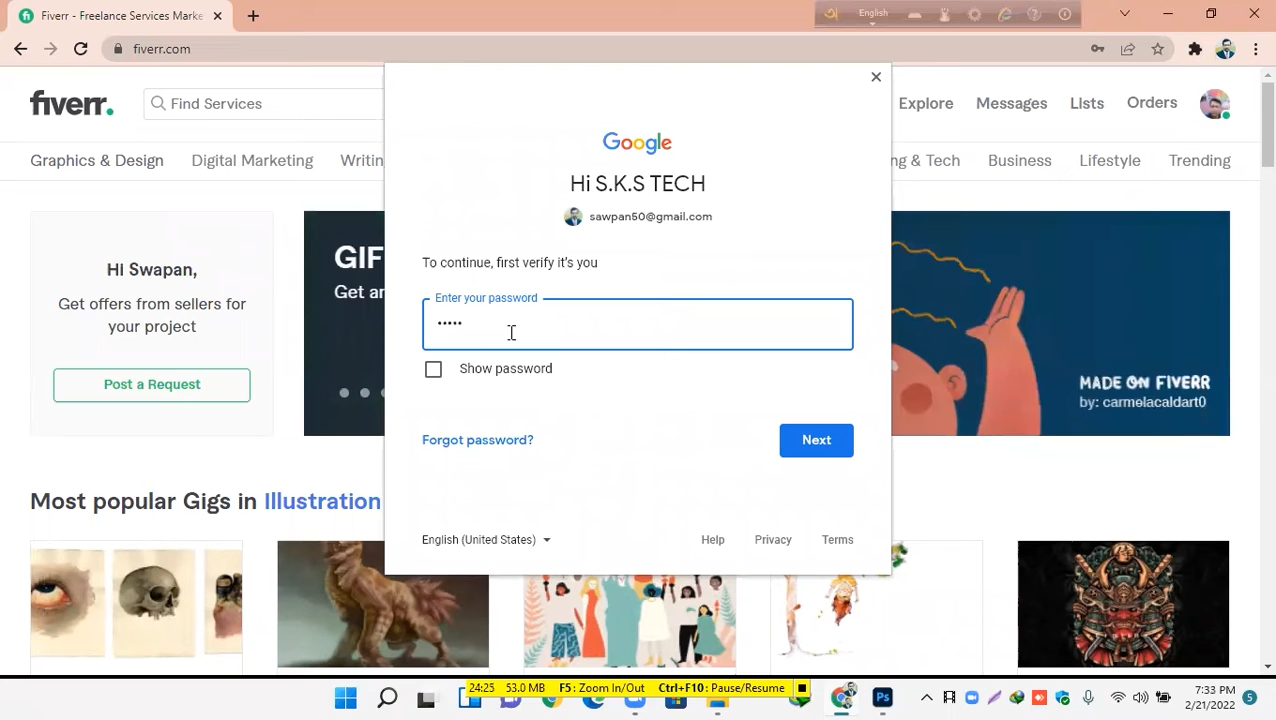 Fiverr - Freelance Services Marke
English
fiverr.com
fiverr.
Find Services
Explore
Messages
Lists
Orders
Graphics & Design
Digital Marketing
Writin
ng & Tech
Business
Lifestyle
Trending
Hi Swapan,
Get offers from sellers for
your project
Post a Request
GIF
Get an
MADE ON FIVERR
by: carmelacaldart0
Google
Hi S.K.S TECH
sawpan50@gmail.com
To continue, first verify it's you
Enter your password
•••••
Show password
Forgot password?
Next
English (United States)
Help
Privacy
Terms
Most popular Gigs in Illustration
24:25 53.0 MB F5: Zoom In/Out Ctrl+F10: Pause/Resume
Ps
7:33 PM
2/21/2022
5